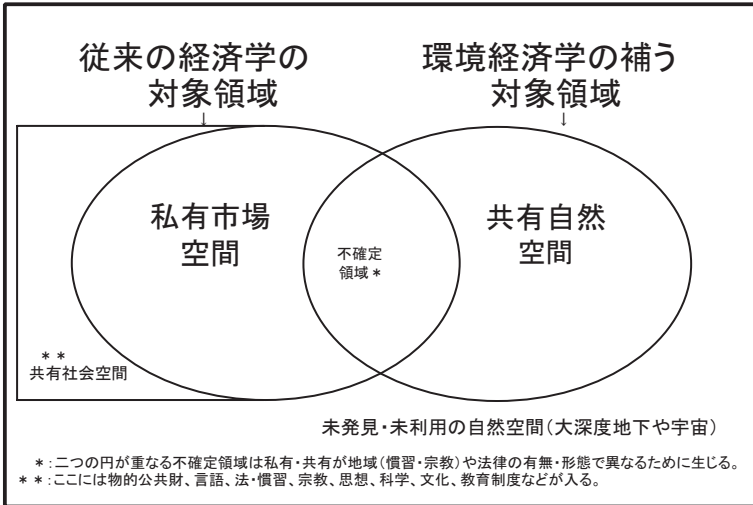 従来の経済学の
対象領域
↓
環境経済学の補う
対象領域
↓
私有市場
空間
不確定
領域*
共有自然
空間
**
共有社会空間
未発見・未利用の自然空間(大深度地下や宇宙)
*:二つの円が重なる不確定領域は私有・共有が地域(慣習・宗教)や法律の有無・形態で異なるために生じる。
**:ここには物的公共財、言語、法・慣習、宗教、思想、科学、文化、教育制度などが入る。